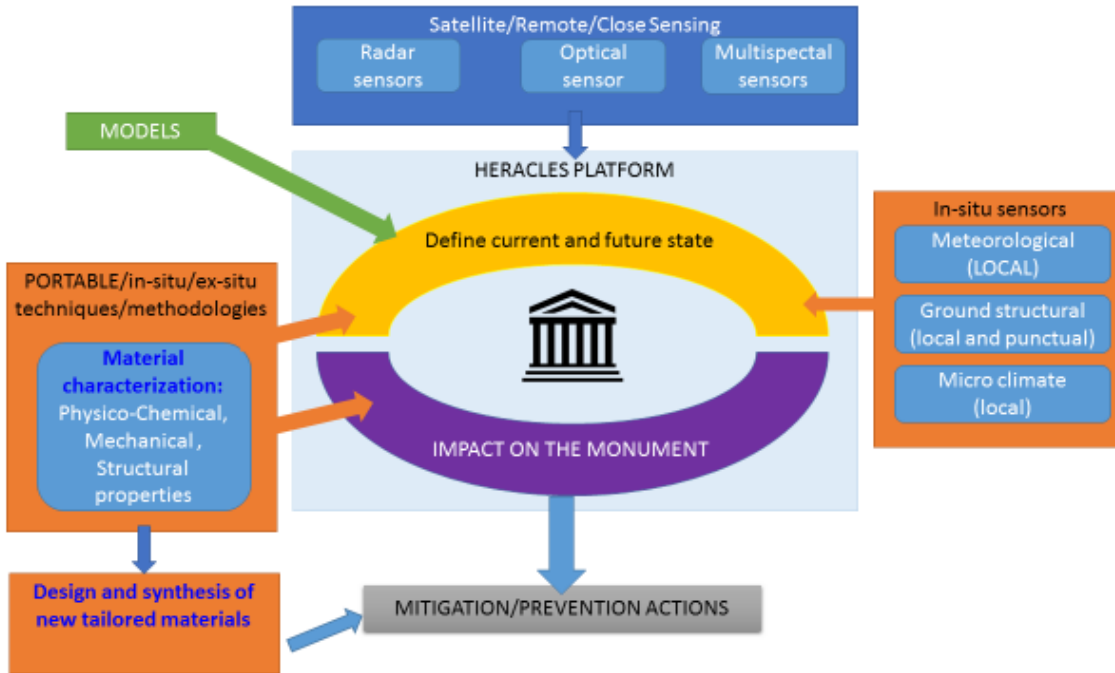 Satellite/Remote/Close Sensing
Radar
sensors
Optical
sensor
Multispectal
sensors
MODELS
HERACLES PLATFORM
Define current and future state
In-situ sensors
Meteorological
(LOCAL)
Ground structural
(local and punctual)
Micro climate
(local)
PORTABLE/in-situ/ex-situ
techniques/methodologies
Material
characterization:
Physico-Chemical,
Mechanical ,
Structural
properties
IMPACT ON THE MONUMENT
Design and synthesis of
new tailored materials
MITIGATION/PREVENTION ACTIONS